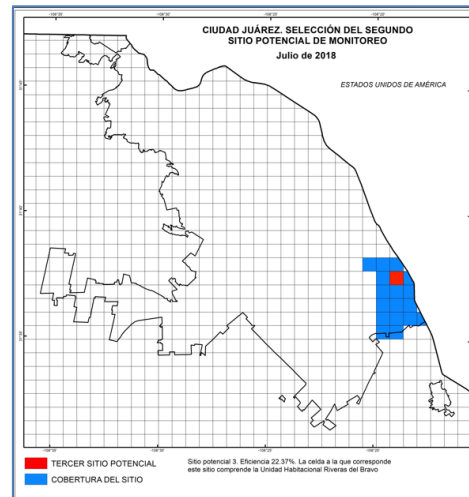 CIUDAD JUÁREZ. SELECCIÓN DEL SEGUNDO
SITIO POTENCIAL DE MONITOREO
Julio de 2018
ESTADOS UNIDOS DE AMÉRICA
TERCER SITIO POTENCIAL
COBERTURA DEL SITIO
Sitio potencial 3. Eficiencia 22.37%. La celda a la que corresponde
este sitio comprende la Unidad Habitacional Riveras del Bravo